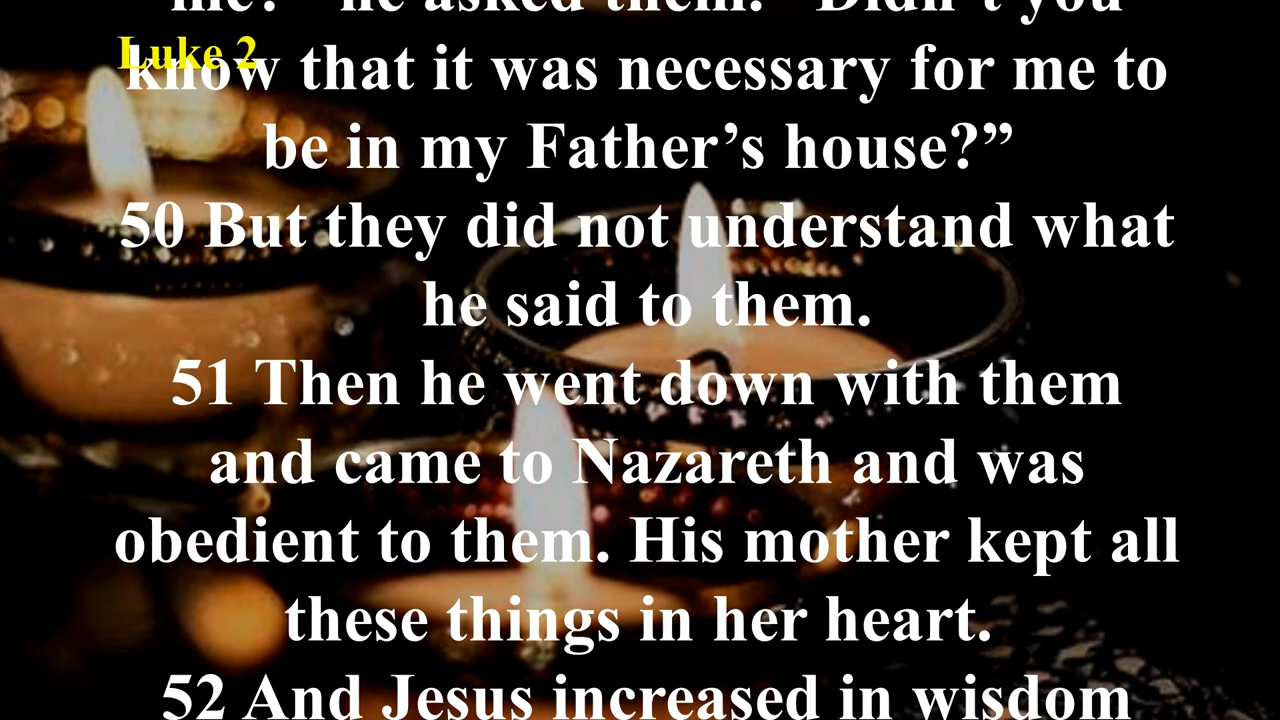 me?” he asked them. “Didn’t you
Luke 2
know that it was necessary for me to
be in my Father’s house?”
50 But they did not understand what
he said to them.
51 Then he went down with them
and came to Nazareth and was
obedient to them. His mother kept all
these things in her heart.
52 And Jesus increased in wisdom